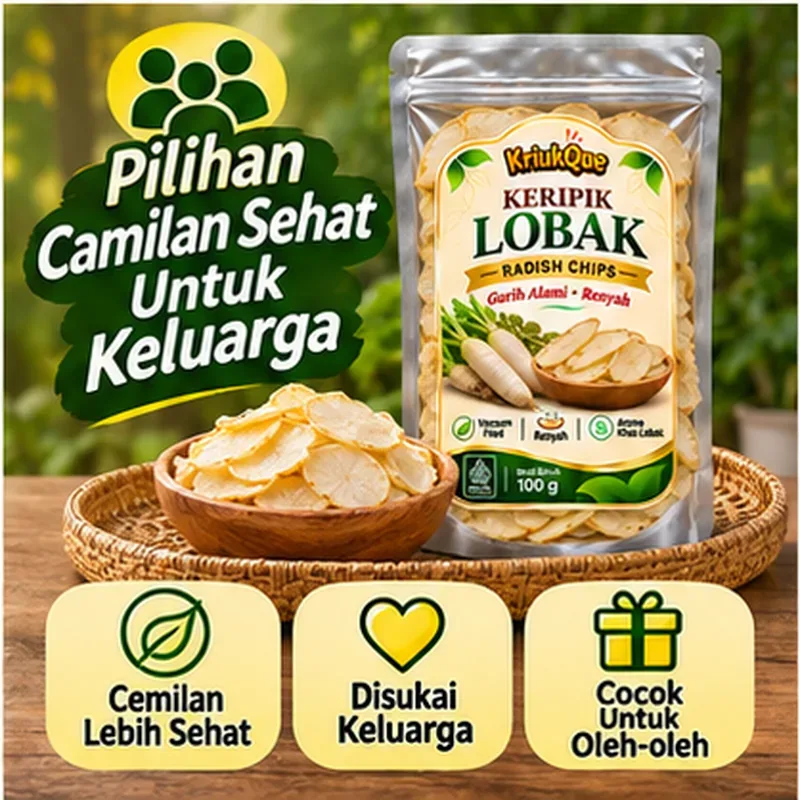 Pilihan
Camilan Sehat
Untuk
Keluarga
KriukQue
KERIPIK
LOBAK
RADISH CHIPS
Gurih Alami • Renyah
Renyah
100 g
Cemilan
Lebih Sehat
Disukai
Keluarga
Cocok
Untuk
Oleh-oleh